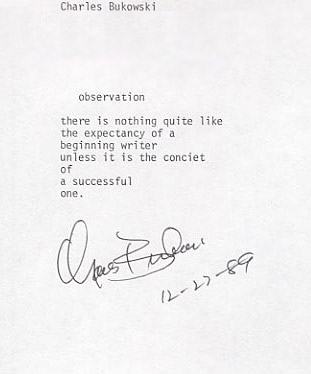 Charles Bukowski
observation
there is nothing quite like
the expectancy of a
beginning writer
unless it is the conciet
of
a successful
one.
Charles Bukowski
12-27-89